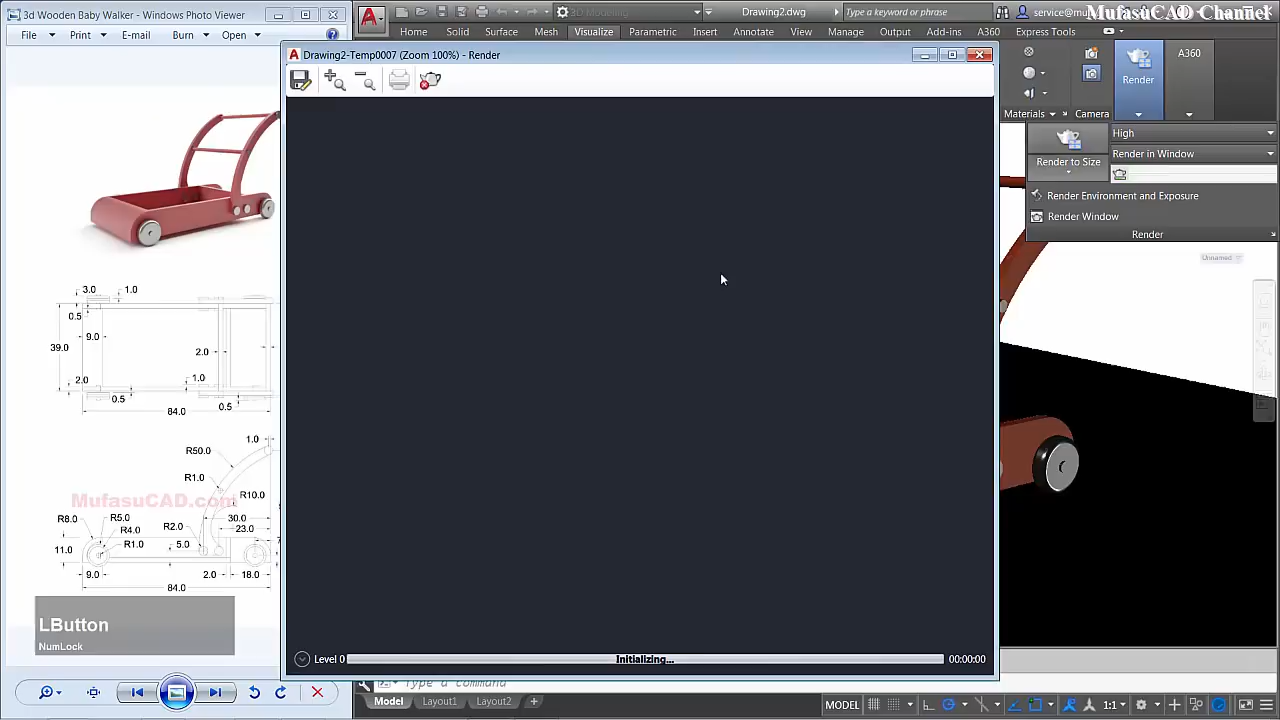 3d Wooden Baby Walker - Windows Photo Viewer
File Print E-mail Burn Open
3D Modeling
Drawing2.dwg
Type a keyword or phrase
MufasuCAD Channel
Home Solid Surface Mesh Visualize Parametric Insert Annotate View Manage Output Add-ins A360 Express Tools
Drawing2-Temp0007 (Zoom 100%) - Render
Render
A360
Materials
Camera
High
Render to Size
Render in Window
Render Environment and Exposure
Render Window
Render
Unnamed
3.0 1.0
0.5
9.0
39.0
2.0
2.0
1.0
0.5
0.5
84.0
1.0
R50.0
R1.0
R10.0
MufasuCAD.com
30.0
R8.0 R5.0
R4.0
R2.0
23.0
R1.0
5.0
11.0
9.0
2.0
18.0
84.0
LButton
NumLock
Level 0
Initializing...
00:00:00
Type a command
Model Layout1 Layout2 +
MODEL
1:1